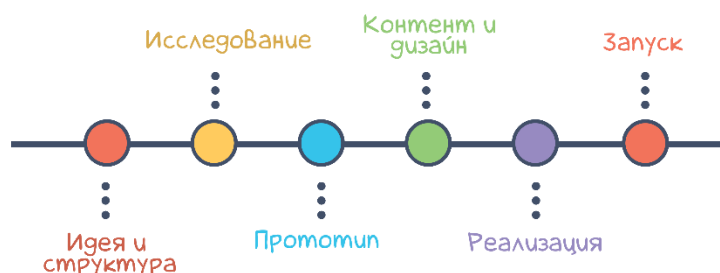 Идея и
структура
Исследование
Прототип
Контент и
дизайн
Реализация
Запуск